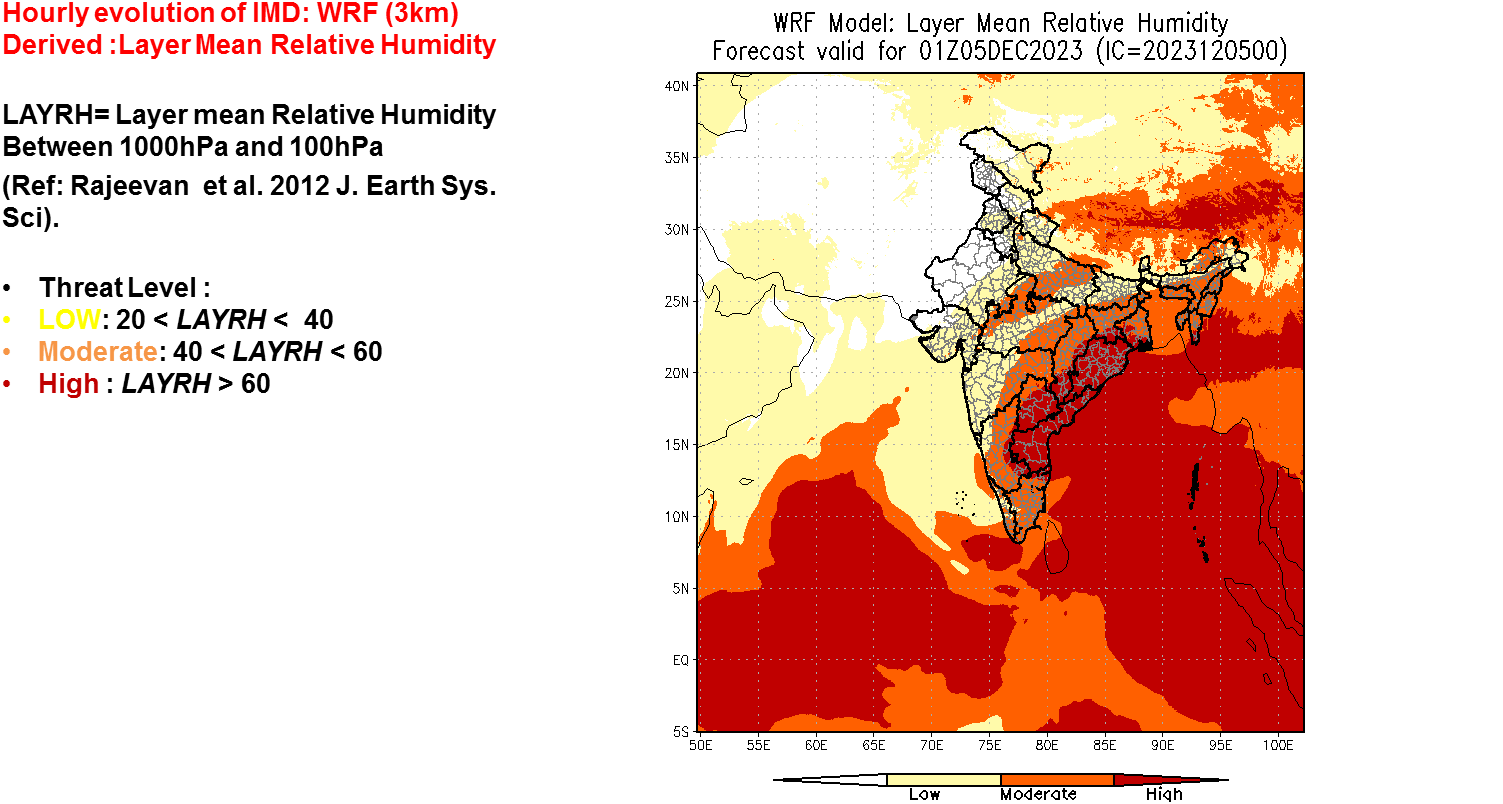 Hourly evolution of IMD: WRF (3km)
Derived :Layer Mean Relative Humidity
LAYRH= Layer mean Relative Humidity
Between 1000hPa and 100hPa
(Ref: Rajeevan et al. 2012 J. Earth Sys.
Sci).
• Threat Level :
• LOW: 20 < LAYRH < 40
• Moderate: 40 < LAYRH < 60
• High : LAYRH > 60
WRF Model: Layer Mean Relative Humidity
Forecast valid for 01Z05DEC2023 (IC=2023120500)
40N
35N
30N
25N
20N
15N
10N
5N
EQ
5S
50E 55E 60E 65E 70E 75E 80E 85E 90E 95E 100E
Low Moderate High